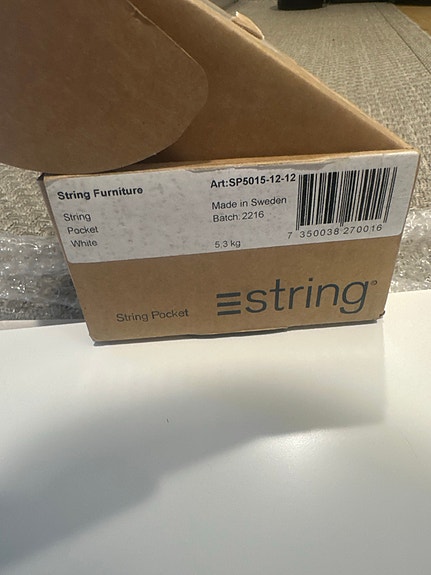 String Furniture
Art:SP5015-12-12
String
Made in Sweden
Pocket
Batch: 2216
White
5,3 kg
7 350038 270016
String Pocket
string®